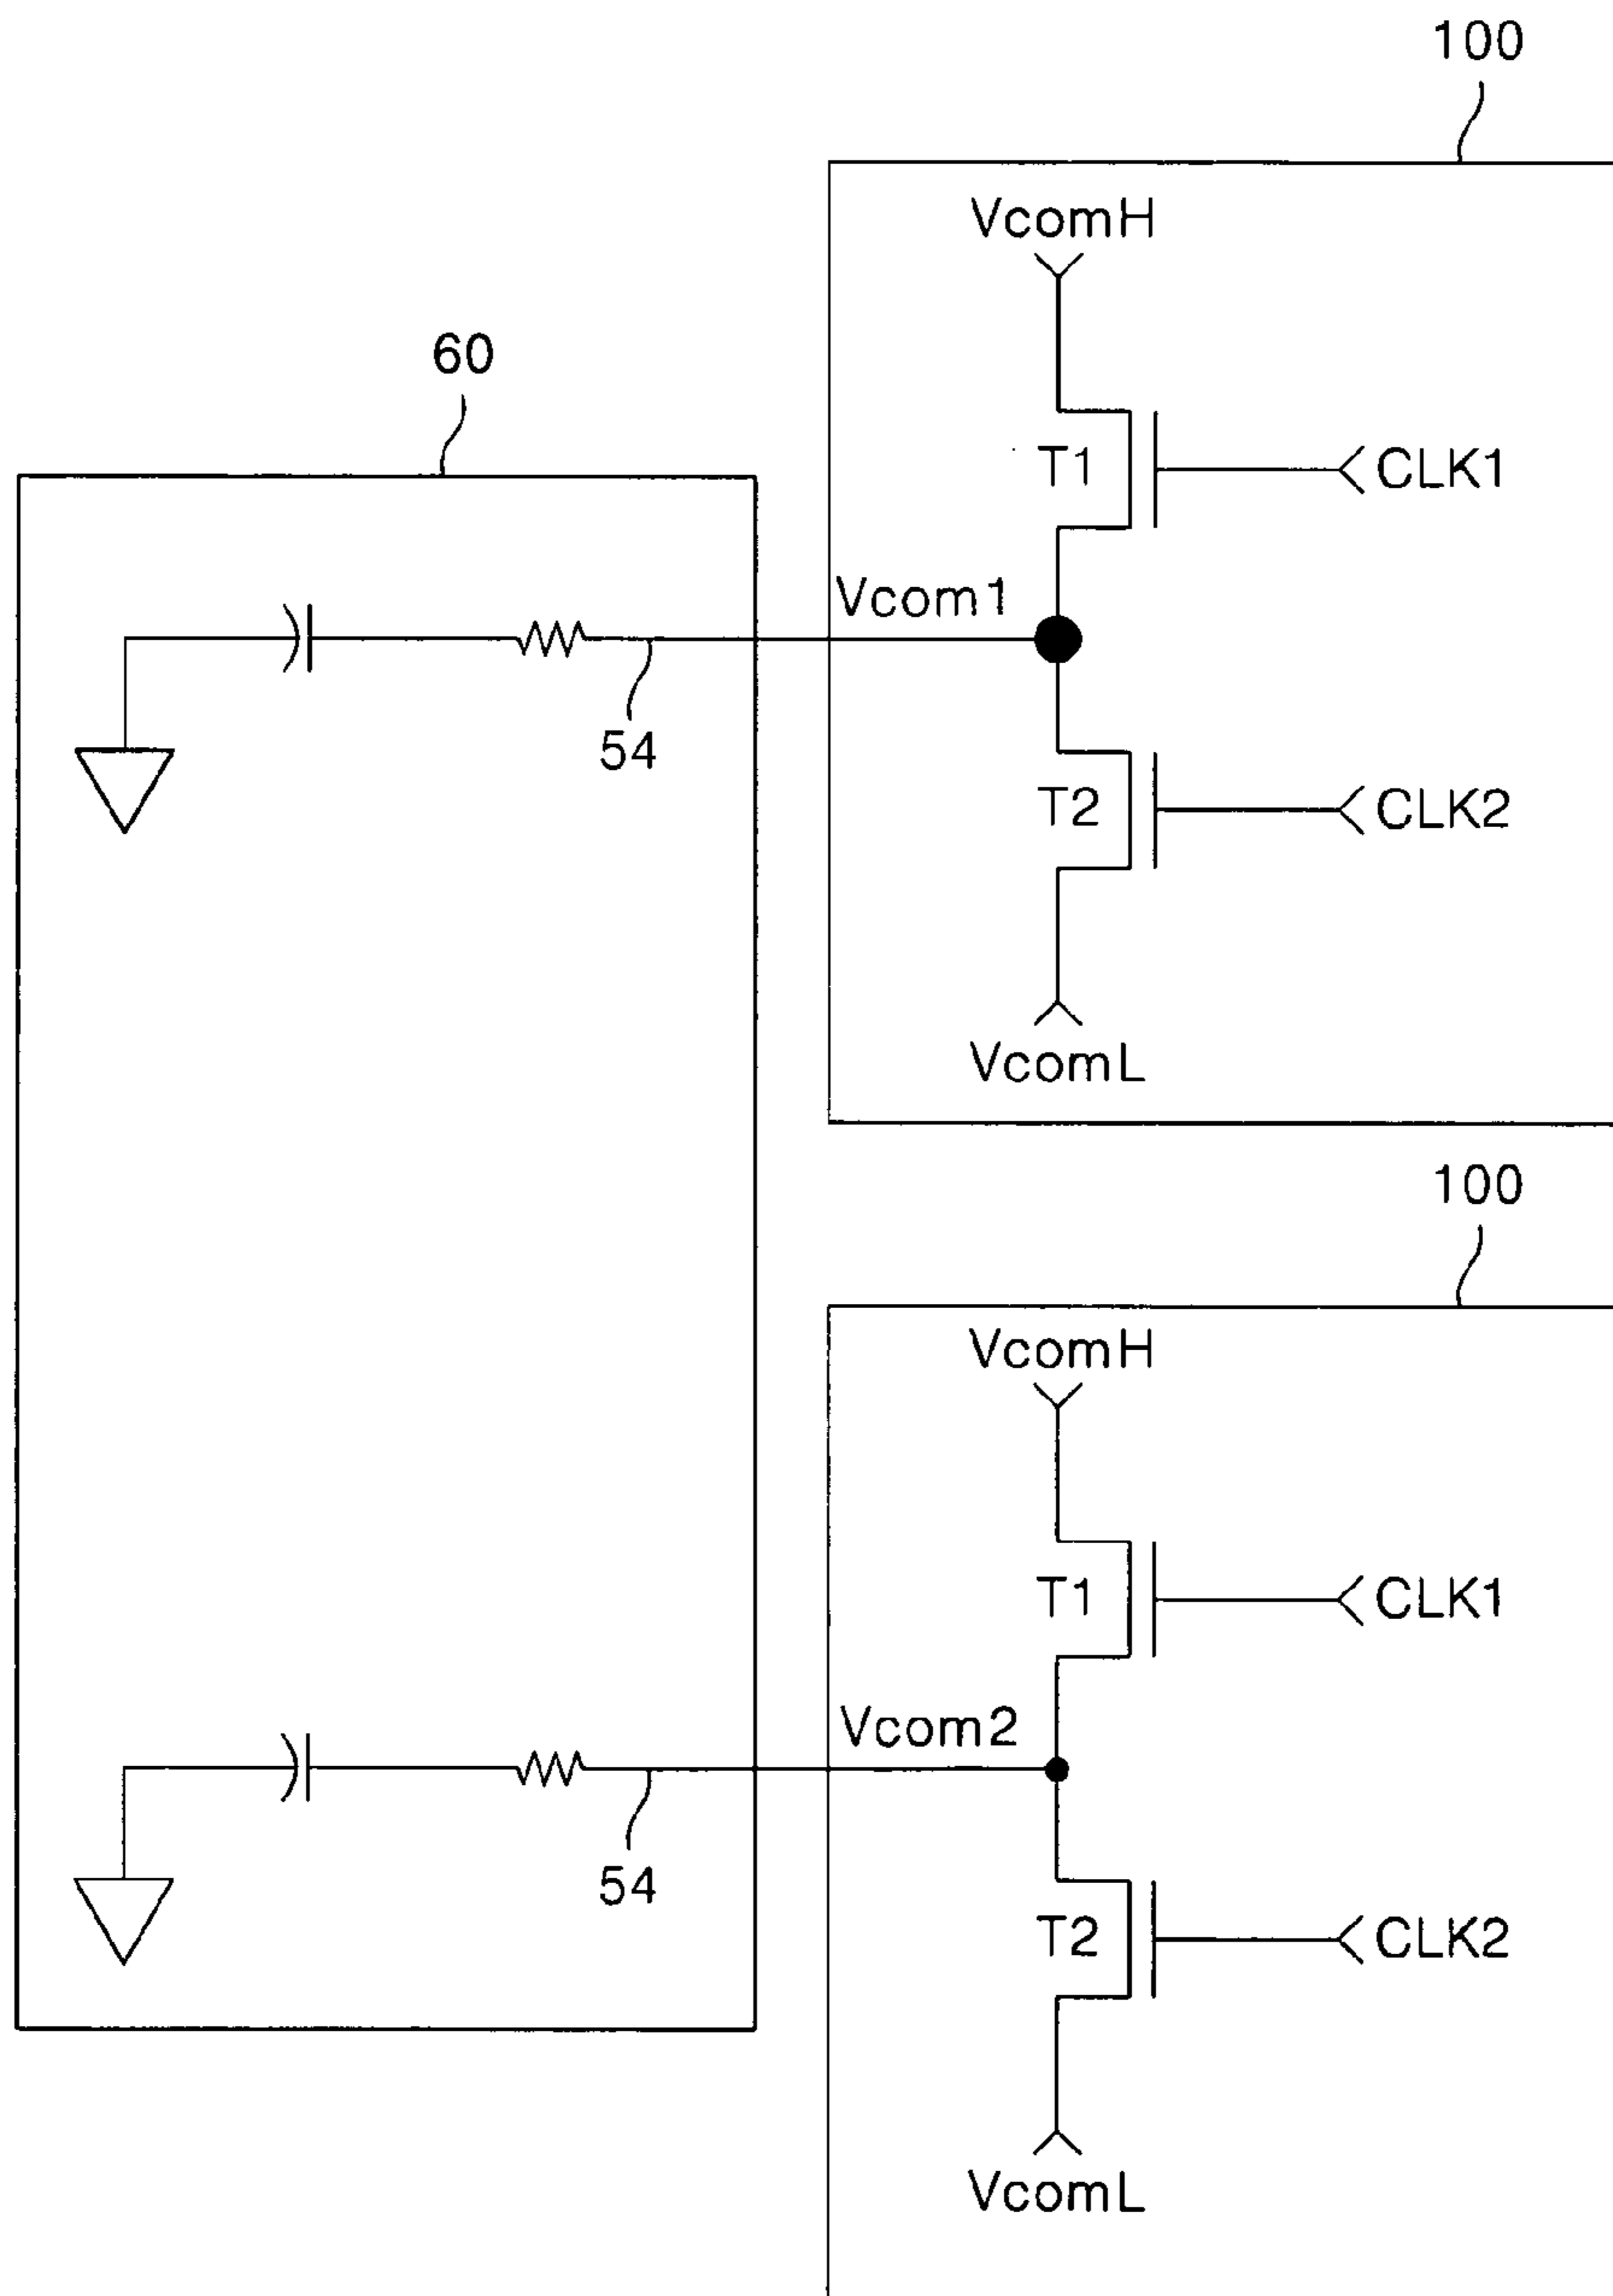 100
VcomH
60
T1
CLK1
Vcom1
54
T2
CLK2
VcomL
100
VcomH
T1
CLK1
Vcom2
54
T2
CLK2
VcomL